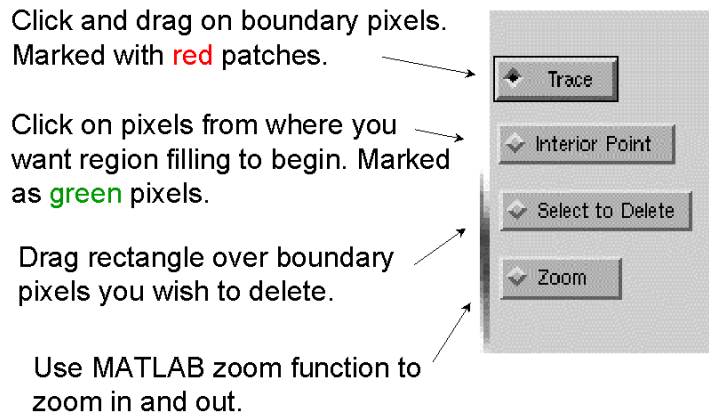 Click and drag on boundary pixels.
Marked with red patches.
Trace
Click on pixels from where you
want region filling to begin. Marked
as green pixels.
Interior Point
Select to Delete
Drag rectangle over boundary
pixels you wish to delete.
Zoom
Use MATLAB zoom function to
zoom in and out.